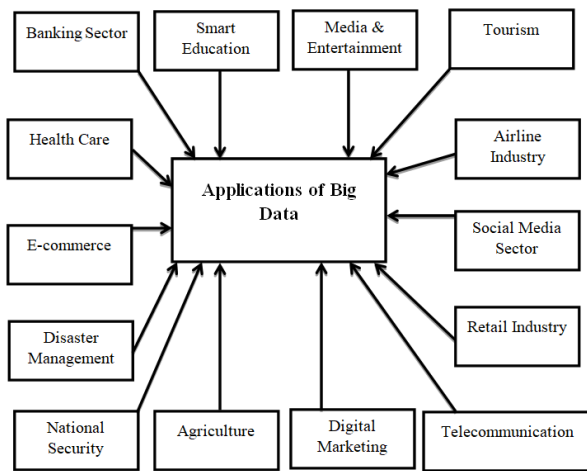 Banking Sector
Smart
Education
Media &
Entertainment
Tourism
Health Care
Airline
Industry
Applications of Big
Data
E-commerce
Social Media
Sector
Disaster
Management
Retail Industry
National
Security
Agriculture
Digital
Marketing
Telecommunication